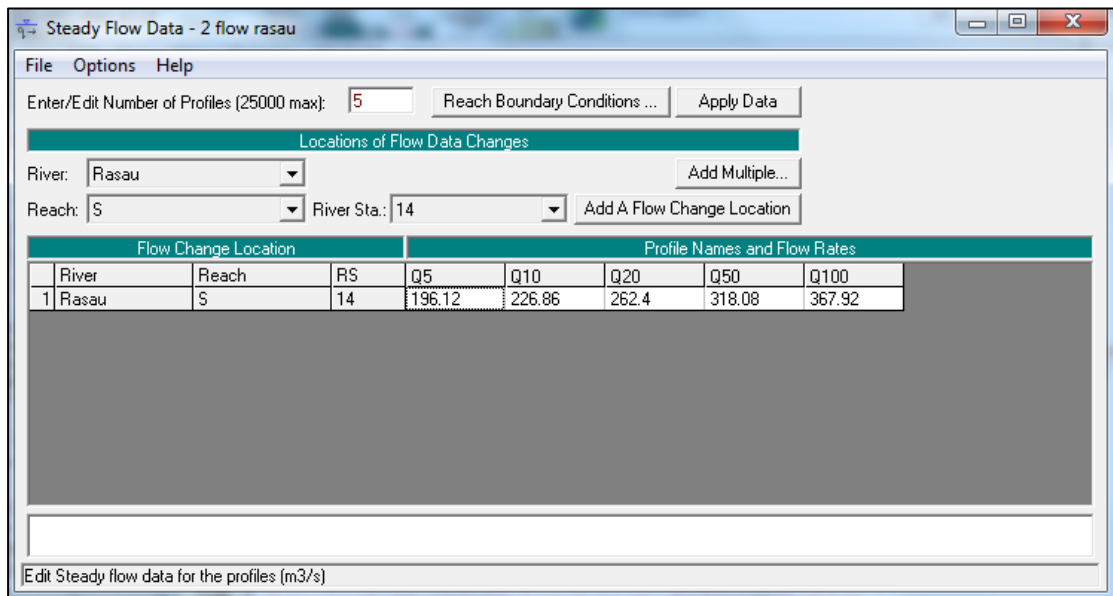 Steady Flow Data - 2 flow rasau
File Options Help
Enter/Edit Number of Profiles (25000 max): 5 Reach Boundary Conditions ... Apply Data
Locations of Flow Data Changes
River: Rasau Add Multiple...
Reach: S River Sta.: 14 Add A Flow Change Location
Flow Change Location Profile Names and Flow Rates
River Reach RS Q5 Q10 Q20 Q50 Q100
1 Rasau S 14 196.12 226.86 262.4 318.08 367.92
Edit Steady flow data for the profiles (m3/s)